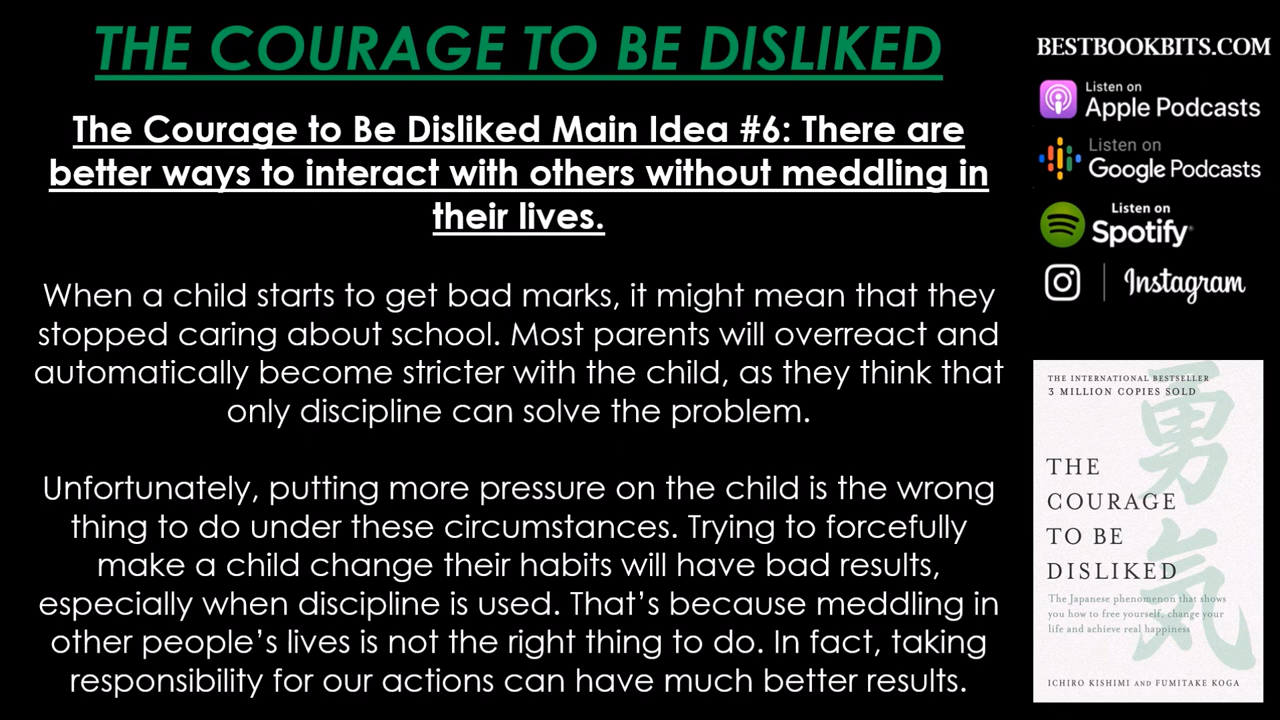 THE COURAGE TO BE DISLIKED
The Courage to Be Disliked Main Idea #6: There are
better ways to interact with others without meddling in
their lives.
When a child starts to get bad marks, it might mean that they
stopped caring about school. Most parents will overreact and
automatically become stricter with the child, as they think that
only discipline can solve the problem.
Unfortunately, putting more pressure on the child is the wrong
thing to do under these circumstances. Trying to forcefully
make a child change their habits will have bad results,
especially when discipline is used. That’s because meddling in
other people’s lives is not the right thing to do. In fact, taking
responsibility for our actions can have much better results.
BESTBOOKBITS.COM
Listen on
Apple Podcasts
Listen on
Google Podcasts
Listen on
Spotify
Instagram
THE INTERNATIONAL BESTSELLER
3 MILLION COPIES SOLD
勇気
THE
COURAGE
TO BE
DISLIKED
The Japanese phenomenon that shows
you how to free yourself, change your
life and achieve real happiness
ICHIRO KISHIMI AND FUMITAKE KOGA